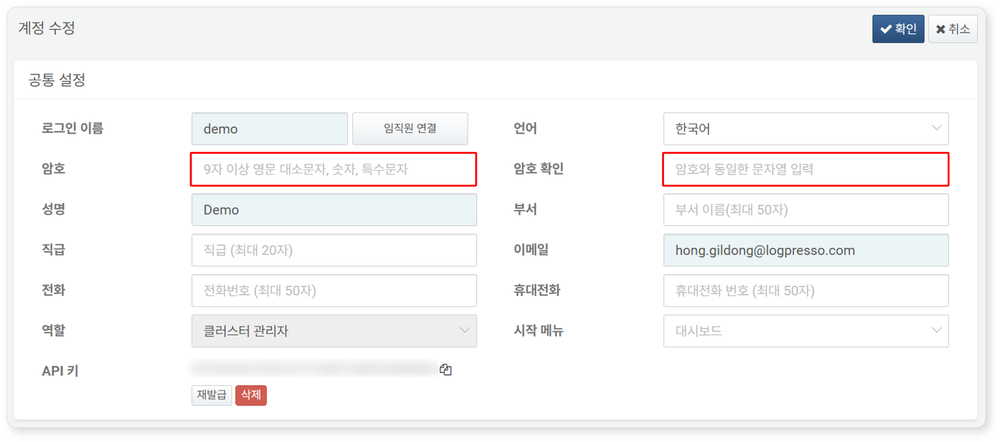 계정 수정
확인 취소
공통 설정
로그인 이름 demo 임직원 연결 언어 한국어
암호 9자 이상 영문 대소문자, 숫자, 특수문자 암호 확인 암호와 동일한 문자열 입력
성명 Demo 부서 부서 이름(최대 50자)
직급 직급 (최대 20자) 이메일 hong.gildong@logpresso.com
전화 전화번호 (최대 50자) 휴대전화 휴대전화 번호 (최대 50자)
역할 클러스터 관리자 시작 메뉴 대시보드
API 키
재발급 삭제